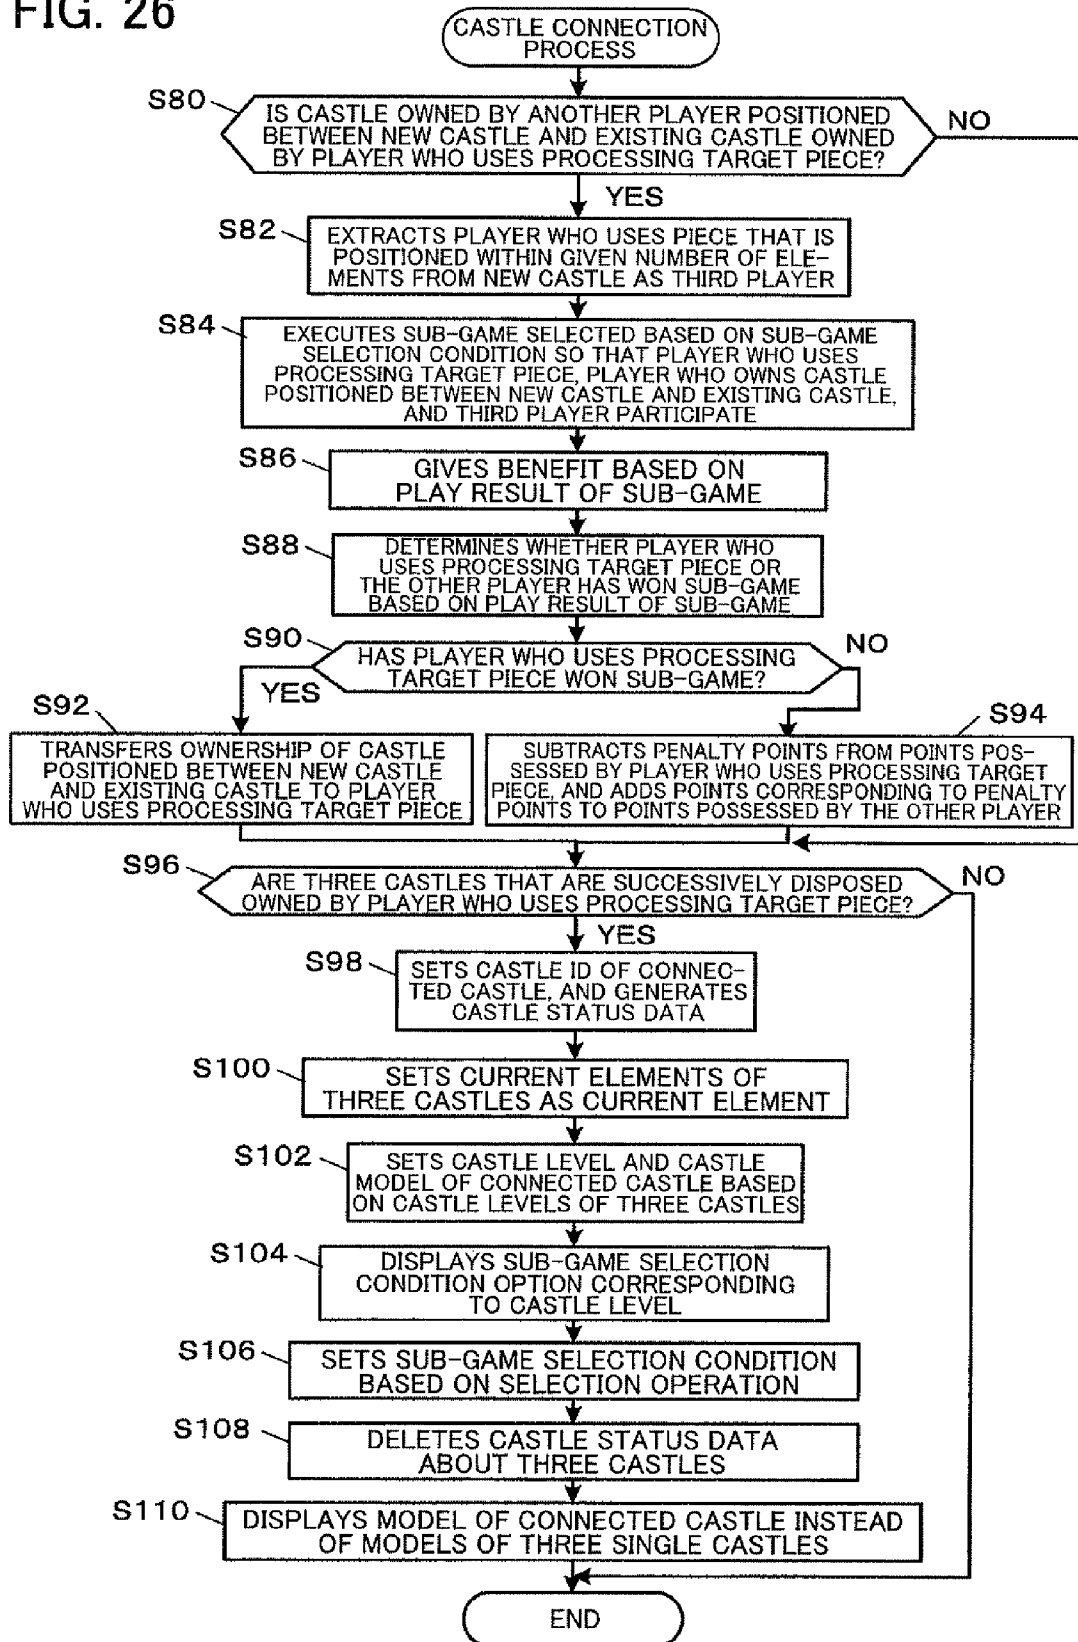 FIG. 26
CASTLE CONNECTION
PROCESS
S80
IS CASTLE OWNED BY ANOTHER PLAYER POSITIONED
BETWEEN NEW CASTLE AND EXISTING CASTLE OWNED
BY PLAYER WHO USES PROCESSING TARGET PIECE?
NO
YES
S82
EXTRACTS PLAYER WHO USES PIECE THAT IS
POSITIONED WITHIN GIVEN NUMBER OF ELE-
MENTS FROM NEW CASTLE AS THIRD PLAYER
S84
EXECUTES SUB-GAME SELECTED BASED ON SUB-GAME
SELECTION CONDITION SO THAT PLAYER WHO USES
PROCESSING TARGET PIECE, PLAYER WHO OWNS CASTLE
POSITIONED BETWEEN NEW CASTLE AND EXISTING CASTLE,
AND THIRD PLAYER PARTICIPATE
S86
GIVES BENEFIT BASED ON
PLAY RESULT OF SUB-GAME
S88
DETERMINES WHETHER PLAYER WHO
USES PROCESSING TARGET PIECE OR
THE OTHER PLAYER HAS WON SUB-GAME
BASED ON PLAY RESULT OF SUB-GAME
S90
HAS PLAYER WHO USES PROCESSING
TARGET PIECE WON SUB-GAME?
NO
YES
S92
TRANSFERS OWNERSHIP OF CASTLE
POSITIONED BETWEEN NEW CASTLE
AND EXISTING CASTLE TO PLAYER
WHO USES PROCESSING TARGET PIECE
S94
SUBTRACTS PENALTY POINTS FROM POINTS POS-
SESSED BY PLAYER WHO USES PROCESSING TARGET
PIECE, AND ADDS POINTS CORRESPONDING TO PENALTY
POINTS TO POINTS POSSESSED BY THE OTHER PLAYER
S96
ARE THREE CASTLES THAT ARE SUCCESSIVELY DISPOSED
OWNED BY PLAYER WHO USES PROCESSING TARGET PIECE?
NO
YES
S98
SETS CASTLE ID OF CONNEC-
TED CASTLE, AND GENERATES
CASTLE STATUS DATA
S100
SETS CURRENT ELEMENTS OF
THREE CASTLES AS CURRENT ELEMENT
S102
SETS CASTLE LEVEL AND CASTLE
MODEL OF CONNECTED CASTLE BASED
ON CASTLE LEVELS OF THREE CASTLES
S104
DISPLAYS SUB-GAME SELECTION
CONDITION OPTION CORRESPONDING
TO CASTLE LEVEL
S106
SETS SUB-GAME SELECTION CONDITION
BASED ON SELECTION OPERATION
S108
DELETES CASTLE STATUS DATA
ABOUT THREE CASTLES
S110
DISPLAYS MODEL OF CONNECTED CASTLE INSTEAD
OF MODELS OF THREE SINGLE CASTLES
END